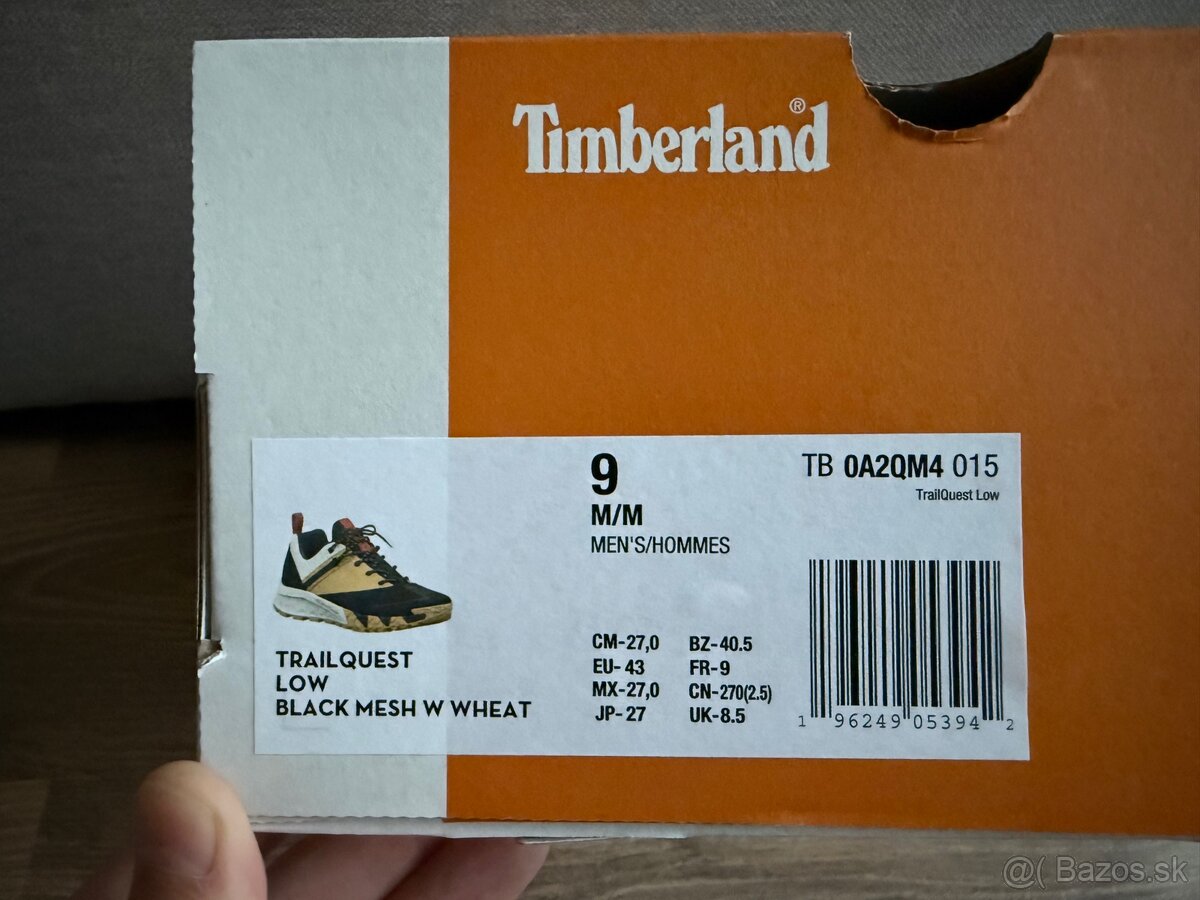 Timberland®
9
M/M
MEN'S/HOMMES
TB 0A2QM4 015
TrailQuest Low
TRAILQUEST
LOW
BLACK MESH W WHEAT
CM-27,0 BZ-40.5
EU- 43 FR-9
MX-27,0 CN-270(2.5)
JP-27 UK-8.5
1 96249 05394 2
@( Bazos.sk